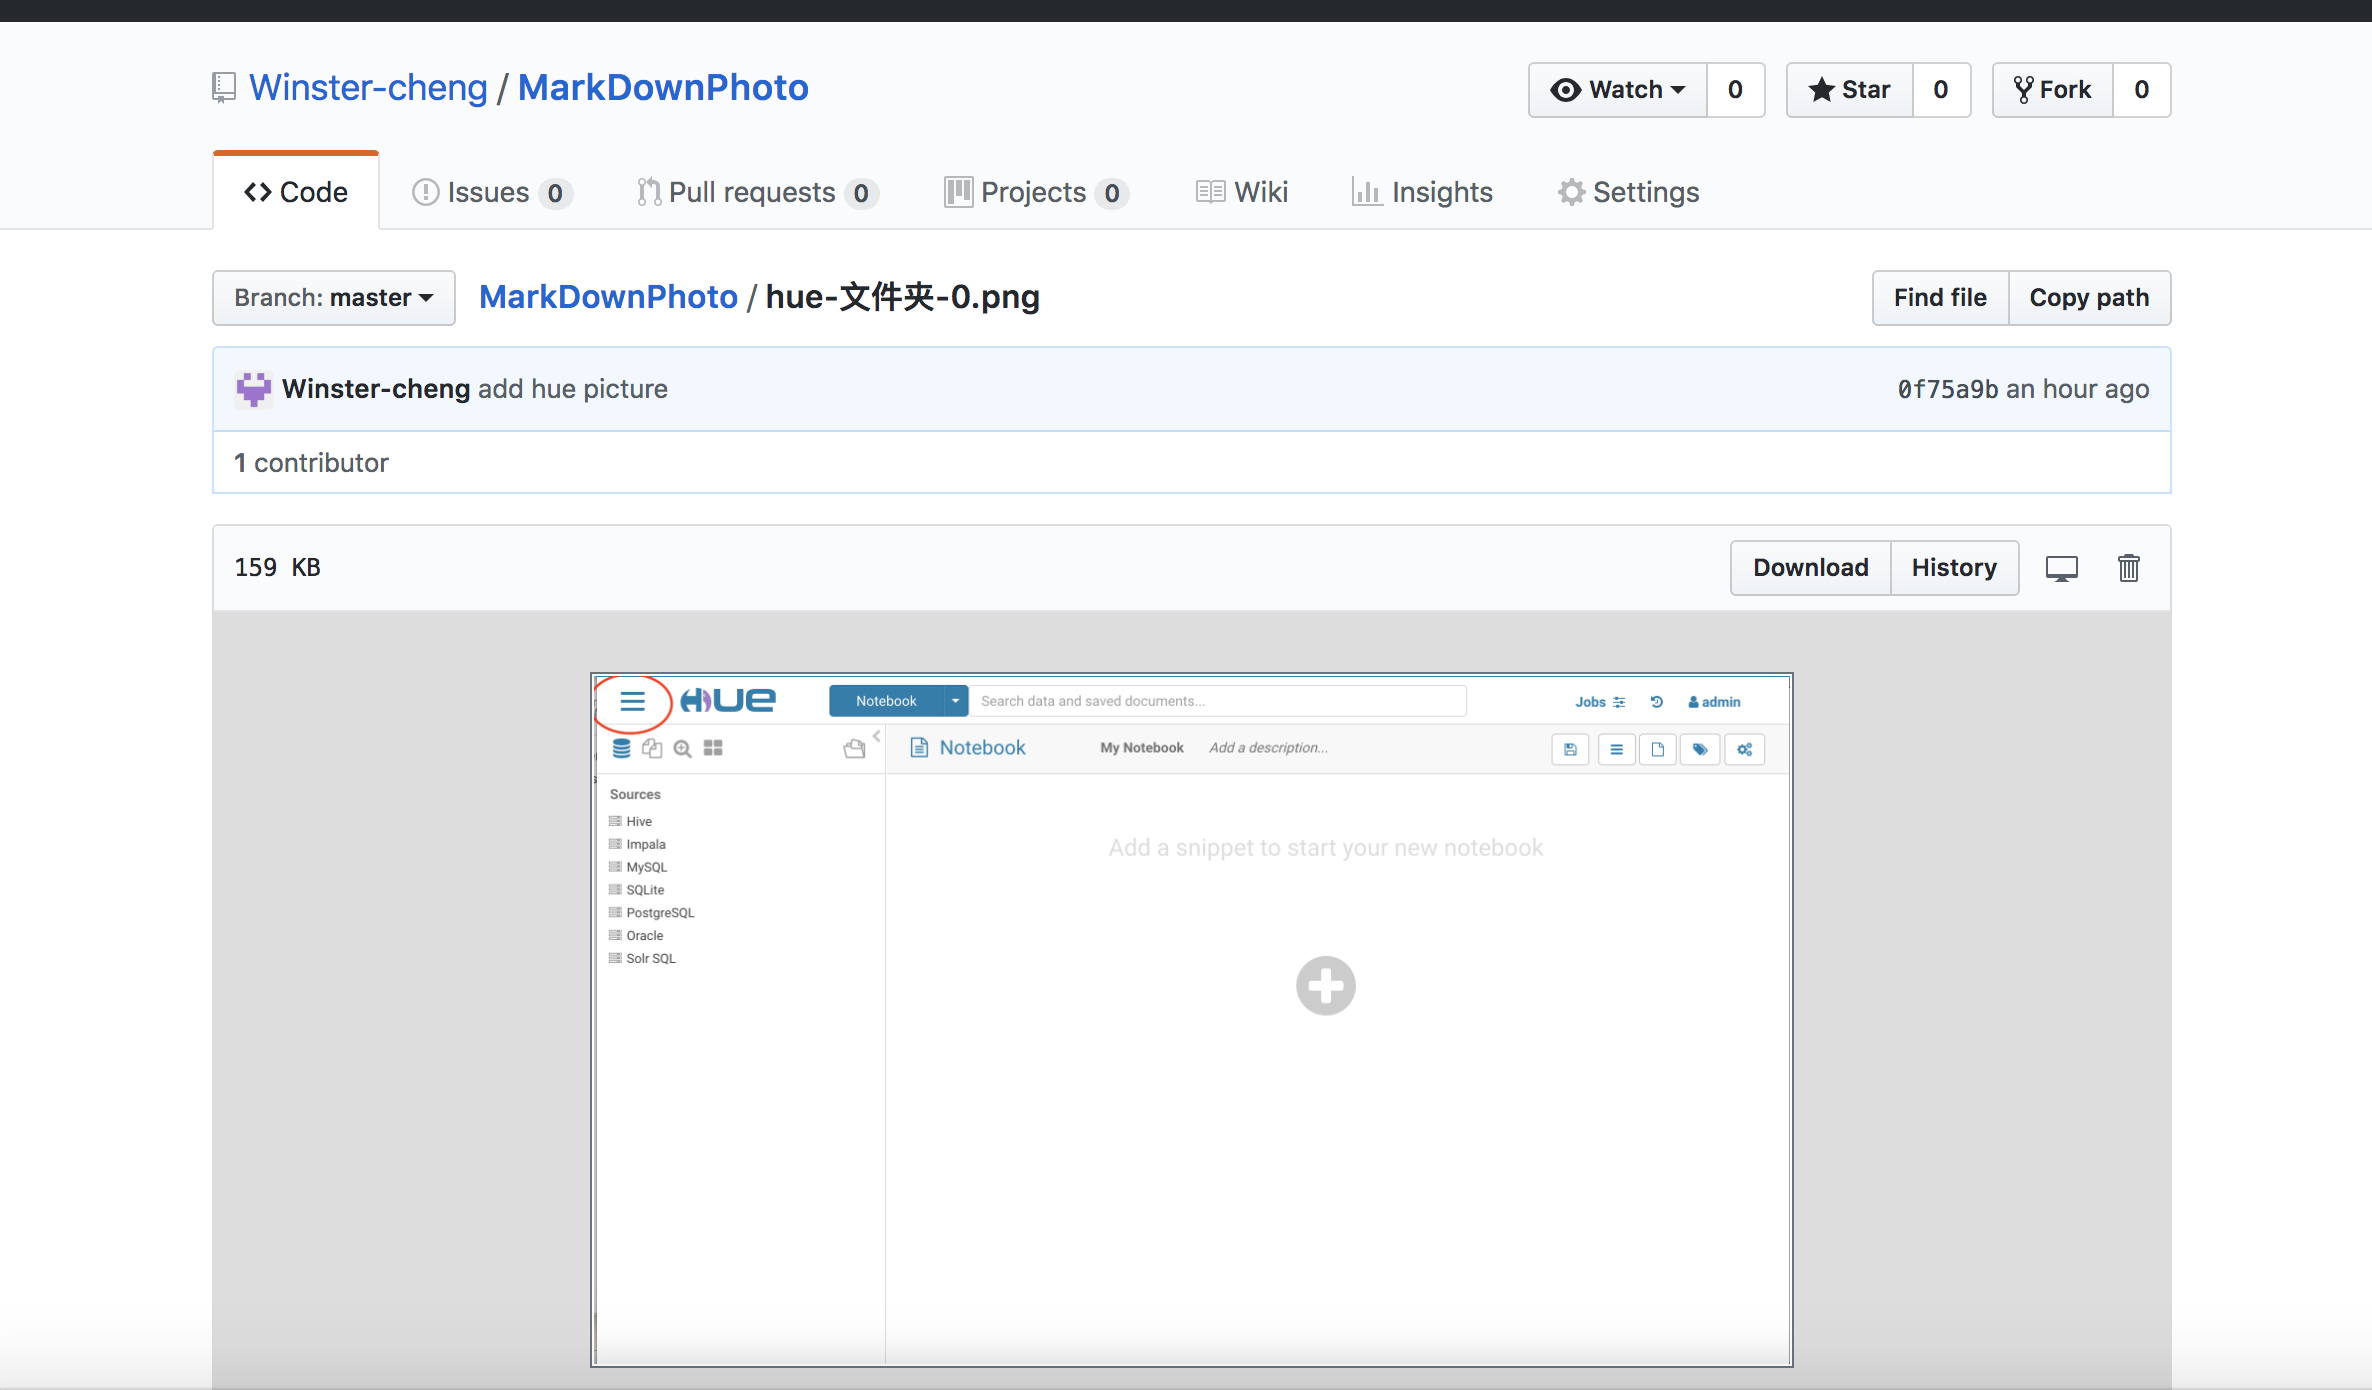 Winster-cheng / MarkDownPhoto
Watch 0 Star 0 Fork 0
Code Issues 0 Pull requests 0 Projects 0 Wiki Insights Settings
Branch: master MarkDownPhoto / hue-文件夹-0.png Find file Copy path
Winster-cheng add hue picture 0f75a9b an hour ago
1 contributor
159 KB Download History
HUE Notebook Search data and saved documents... Jobs admin
Notebook My Notebook Add a description...
Sources
Hive
Impala
MySQL
SQLite
PostgreSQL
Oracle
Solr SQL
Add a snippet to start your new notebook